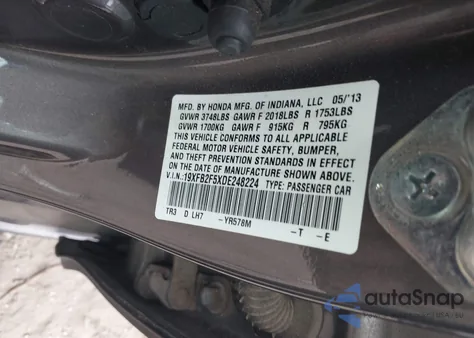 MFD. BY HONDA MFG. OF INDIANA, LLC 05/'13
GVWR 3748LBS GAWR F 2018LBS R 1753LBS
GVWR 1700KG GAWR F 915KG R 795KG
THIS VEHICLE CONFORMS TO ALL APPLICABLE
FEDERAL MOTOR VEHICLE SAFETY, BUMPER,
AND THEFT PREVENTION STANDARDS IN EFFECT
ON THE DATE OF MANUFACTURE SHOWN ABOVE.
V.I.N:19XFB2F5XDE248224 TYPE: PASSENGER CAR
TR3 D LH7 -YR578M -T -E
autoSnap